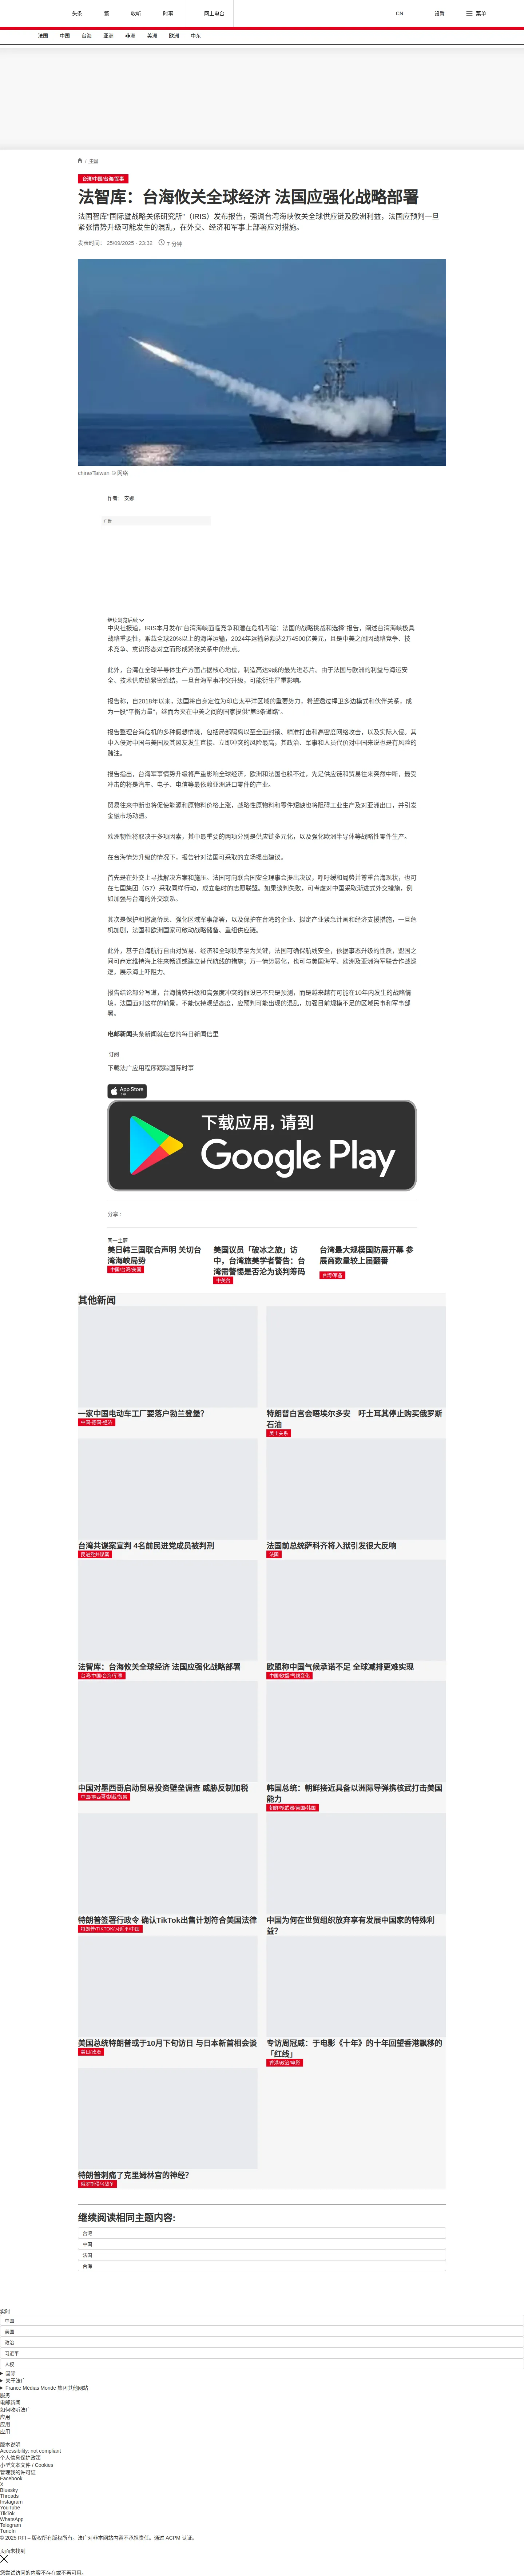 头条
繁
收听
时事
网上电台
CN
设置
菜单
法国
中国
台海
亚洲
非洲
美洲
欧洲
中东
/ 法国
台湾/中国/台海/军事
法智库：台海攸关全球经济 法国应强化战略部署
法国智库“国际暨战略关系研究所”（IRIS）发布报告，强调台湾海峡攸关全球供应链及欧洲利益，法国应预判一旦
紧张情势升级可能发生的混乱，在外交、经济和军事上部署应对措施。
发表时间： 25/09/2025 - 23:32
7 分钟
chine/Taiwan © 网络
作者： 安娜
广告
继续浏览后续
中央社报道，IRIS本月发布“台湾海峡面临竞争和潜在危机考验：法国的战略挑战和选择”报告，阐述台湾海峡极具
战略重要性，乘载全球20%以上的海洋运输，2024年运输总额达2万4500亿美元，且是中美之间因战略竞争、技
术竞争、意识形态对立而形成紧张关系中的焦点。
此外，台湾在全球半导体生产方面占据核心地位，制造高达9成的最先进芯片。由于法国与欧洲的利益与海运安
全、技术供应链紧密连结，一旦台海军事冲突升级，可能衍生严重影响。
报告称，自2018年以来，法国将自身定位为印度太平洋区域的重要势力，希望透过捍卫多边模式和伙伴关系，成
为一股“平衡力量”，继而为夹在中美之间的国家提供“第3条道路”。
报告整理台海危机的多种假想情境，包括局部隔离以至全面封锁、精准打击和高密度网络攻击，以及实际入侵。其
中入侵对中国与美国及其盟友发生直接、立即冲突的风险最高，其政治、军事和人员代价对中国来说也是有风险的
赌注。
报告指出，台海军事情势升级将严重影响全球经济，欧洲和法国也躲不过，先是供应链和贸易往来突然中断，最受
冲击的将是汽车、电子、电信等最依赖亚洲进口零件的产业。
贸易往来中断也将促使能源和原物料价格上涨，战略性原物料和零件短缺也将阻碍工业生产及对亚洲出口，并引发
金融市场动盪。
欧洲韧性将取决于多项因素，其中最重要的两项分别是供应链多元化，以及强化欧洲半导体等战略性零件生产。
在台海情势升级的情况下，报告针对法国可采取的立场提出建议。
首先是在外交上寻找解决方案和施压。法国可向联合国安全理事会提出决议，呼吁缓和局势并尊重台海现状，也可
在七国集团（G7）采取同样行动，成立临时的志愿联盟。如果谈判失败，可考虑对中国采取渐进式外交措施，例
如加强与台湾的外交联系。
其次是保护和撤离侨民、强化区域军事部署，以及保护在台湾的企业、拟定产业紧急计画和经济支援措施，一旦危
机加剧，法国和欧洲国家可啟动战略储备、重组供应链。
此外，基于台海航行自由对贸易、经济和全球秩序至为关键，法国可确保航线安全，依据事态升级的性质，盟国之
间可商定维持海上往来畅通或建立替代航线的措施；万一情势恶化，也可与美国海军、欧洲及亚洲海军联合作战巡
逻，展示海上吓阻力。
报告结论部分写道，台海情势升级和高强度冲突的假设已不只是预测，而是越来越有可能在10年内发生的战略情
境，法国面对这样的前景，不能仅持观望态度，应预判可能出现的混乱，加强目前规模不足的区域民事和军事部
署。
电邮新闻头条新闻就在您的每日新闻信里
订阅
下载法广应用程序跟踪国际时事
App Store
下载应用，请到
Google Play
分享 :
同一主题
美日韩三国联合声明 关切台
湾海峡局势
中国/台湾/美国
美国议员「破冰之旅」访
中，台湾旅美学者警告：台
湾需警惕是否沦为谈判筹码
中美台
台湾最大规模国防展开幕 参
展商数量较上届翻番
台湾/军备
其他新闻
一家中国电动车工厂要落户勃兰登堡？
中国-德国-经济
特朗普白宫会晤埃尔多安　吁土耳其停止购买俄罗斯
石油
美土关系
台湾共谍案宣判 4名前民进党成员被判刑
民进党共谍案
法国前总统萨科齐将入狱引发很大反响
法国
法智库：台海攸关全球经济 法国应强化战略部署
台湾/中国/台海/军事
欧盟称中国气候承诺不足 全球减排更难实现
中国/欧盟/气候变化
中国对墨西哥启动贸易投资壁垒调查 威胁反制加税
中国/墨西哥/制裁/贸易
韩国总统：朝鲜接近具备以洲际导弹携核武打击美国
能力
朝鲜/核武器/美国/韩国
特朗普签署行政令 确认TikTok出售计划符合美国法律
特朗普/TIKTOK/习近平/中国
中国为何在世贸组织放弃享有发展中国家的特殊利
益？
美国总统特朗普或于10月下旬访日 与日本新首相会谈
美日/政治
专访周冠威：于电影《十年》的十年回望香港飘移的
「红线」
香港/政治/电影
特朗普刺痛了克里姆林宫的神经？
俄罗斯侵乌战争
继续阅读相同主题内容:
台湾
中国
法国
台海
实时
中国
美国
政治
习近平
人权
国际
关于法广
France Médias Monde 集团其他网站
服务
电邮新闻
如何收听法广
应用
应用
应用
版本说明
Accessibility: not compliant
个人信息保护政策
小型文本文件 / Cookies
管理我的许可证
Facebook
X
Bluesky
Threads
Instagram
YouTube
TikTok
WhatsApp
Telegram
TuneIn
© 2025 RFI – 版权所有版权所有，法广对非本网站内容不承担责任。通过 ACPM 认证。
页面未找到
您尝试访问的内容不存在或不再可用。